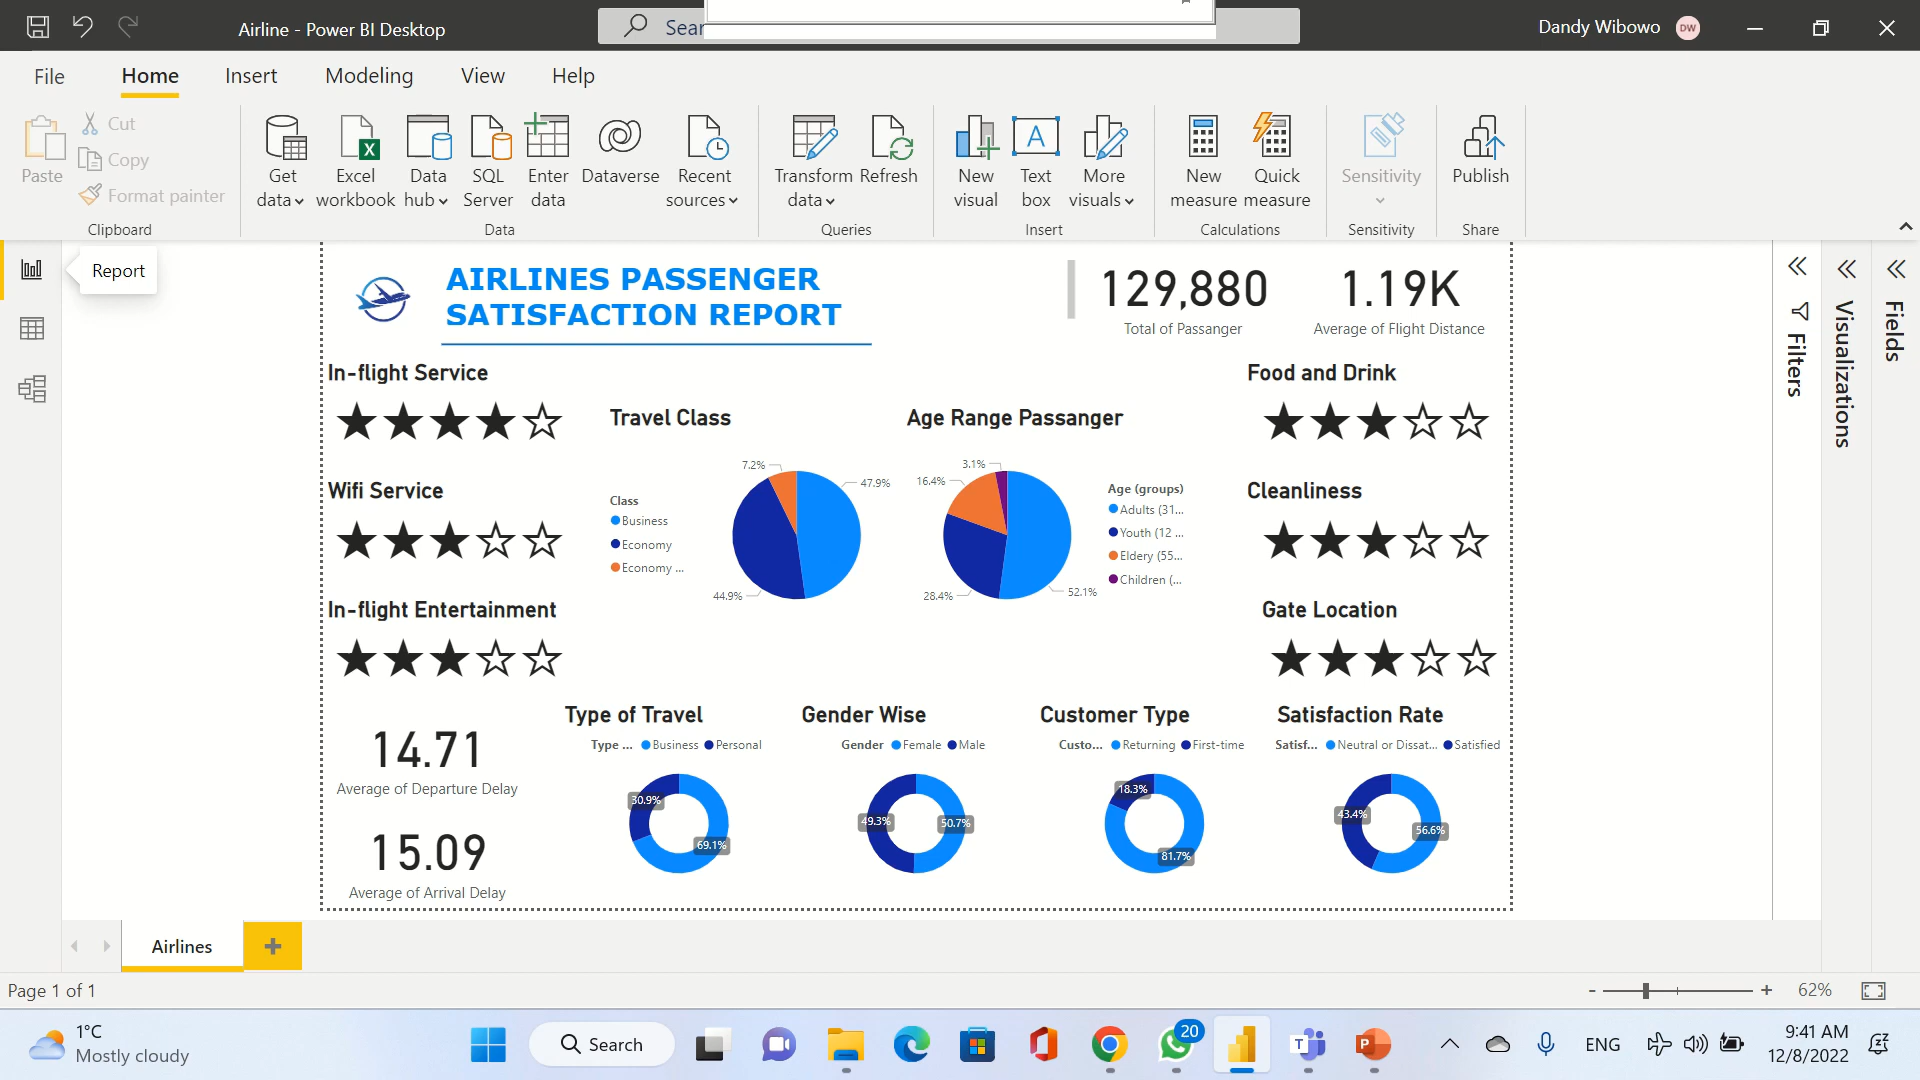 Airline - Power BI Desktop
Sear
Dandy Wibowo
DW
File
Home
Insert
Modeling
View
Help
Paste
Cut
Copy
Format painter
Clipboard
Get data
Excel workbook
Data hub
SQL Server
Enter data
Dataverse
Recent sources
Data
Transform data
Refresh
Queries
New visual
Text box
More visuals
Insert
New measure
Quick measure
Calculations
Sensitivity
Sensitivity
Publish
Share
Report
AIRLINES PASSENGER
SATISFACTION REPORT
129,880
Total of Passanger
1.19K
Average of Flight Distance
Filters
Visualizations
Fields
In-flight Service
Wifi Service
In-flight Entertainment
Travel Class
Class
Business
Economy
Economy ...
7.2%
47.9%
44.9%
Age Range Passanger
3.1%
16.4%
28.4%
52.1%
Age (groups)
Adults (31...
Youth (12 ...
Eldery (55...
Children (...
Food and Drink
Cleanliness
Gate Location
14.71
Average of Departure Delay
15.09
Average of Arrival Delay
Type of Travel
Type ... Business Personal
30.9%
69.1%
Gender Wise
Gender Female Male
49.3%
50.7%
Customer Type
Custo... Returning First-time
18.3%
81.7%
Satisfaction Rate
Satisf... Neutral or Dissat... Satisfied
43.4%
56.6%
Airlines
+
Page 1 of 1
- + 62%
1°C
Mostly cloudy
Search
20
ENG
9:41 AM
12/8/2022